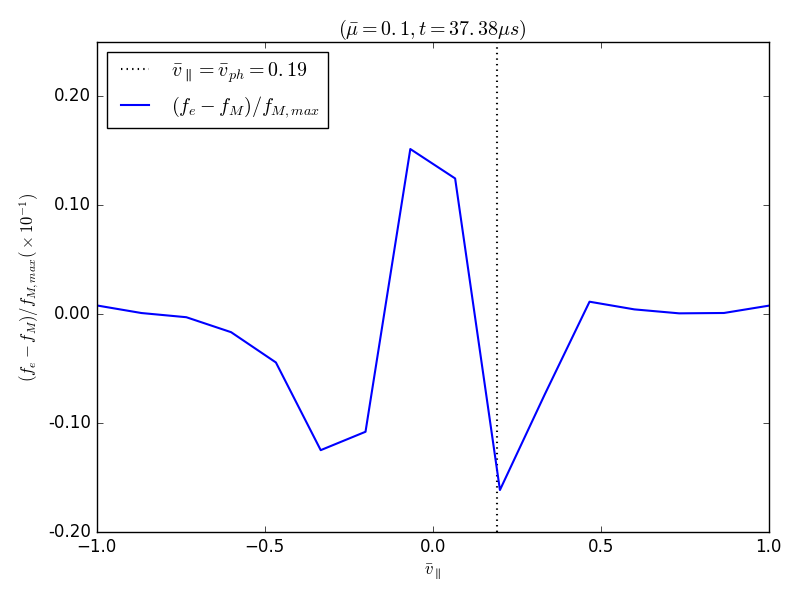 (μ̄ = 0.1, t = 37.38μs)
v̄∥ = v̄ph = 0.19
(fe − fM)/fM,max
0.20
0.10
0.00
-0.10
-0.20
(fe − fM)/fM,max(×10⁻¹)
−1.0 −0.5 0.0 0.5 1.0
v̄∥